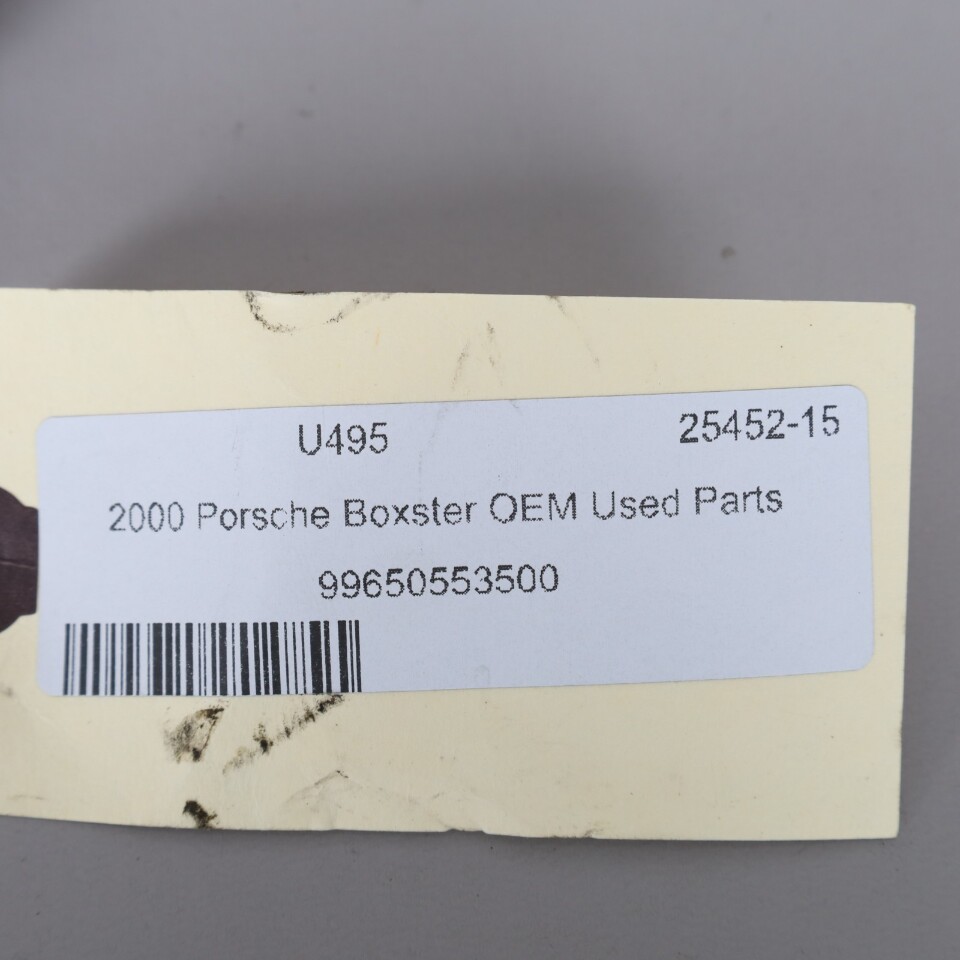 U495 25452-15
2000 Porsche Boxster OEM Used Parts
99650553500